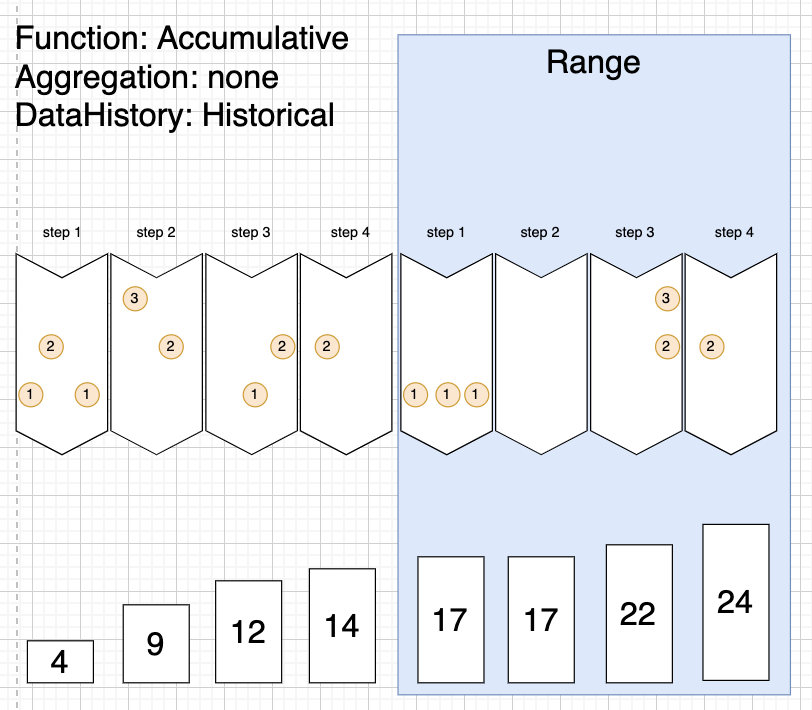 Function: Accumulative
Aggregation: none
DataHistory: Historical
Range
step 1 step 2 step 3 step 4 step 1 step 2 step 3 step 4
3 3
2 2 2 2 2 2
1 1 1 1 1 1
4 9 12 14 17 17 22 24